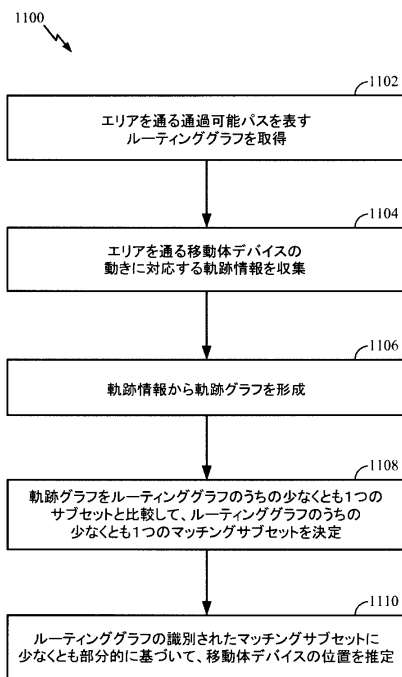 1100
1102
エリアを通る通過可能パスを表す
ルーティンググラフを取得
1104
エリアを通る移動体デバイスの
動きに対応する軌跡情報を収集
1106
軌跡情報から軌跡グラフを形成
1108
軌跡グラフをルーティンググラフのうちの少なくとも1つの
サブセットと比較して、ルーティンググラフのうちの
少なくとも1つのマッチングサブセットを決定
1110
ルーティンググラフの識別されたマッチングサブセットに
少なくとも部分的に基づいて、移動体デバイスの位置を推定